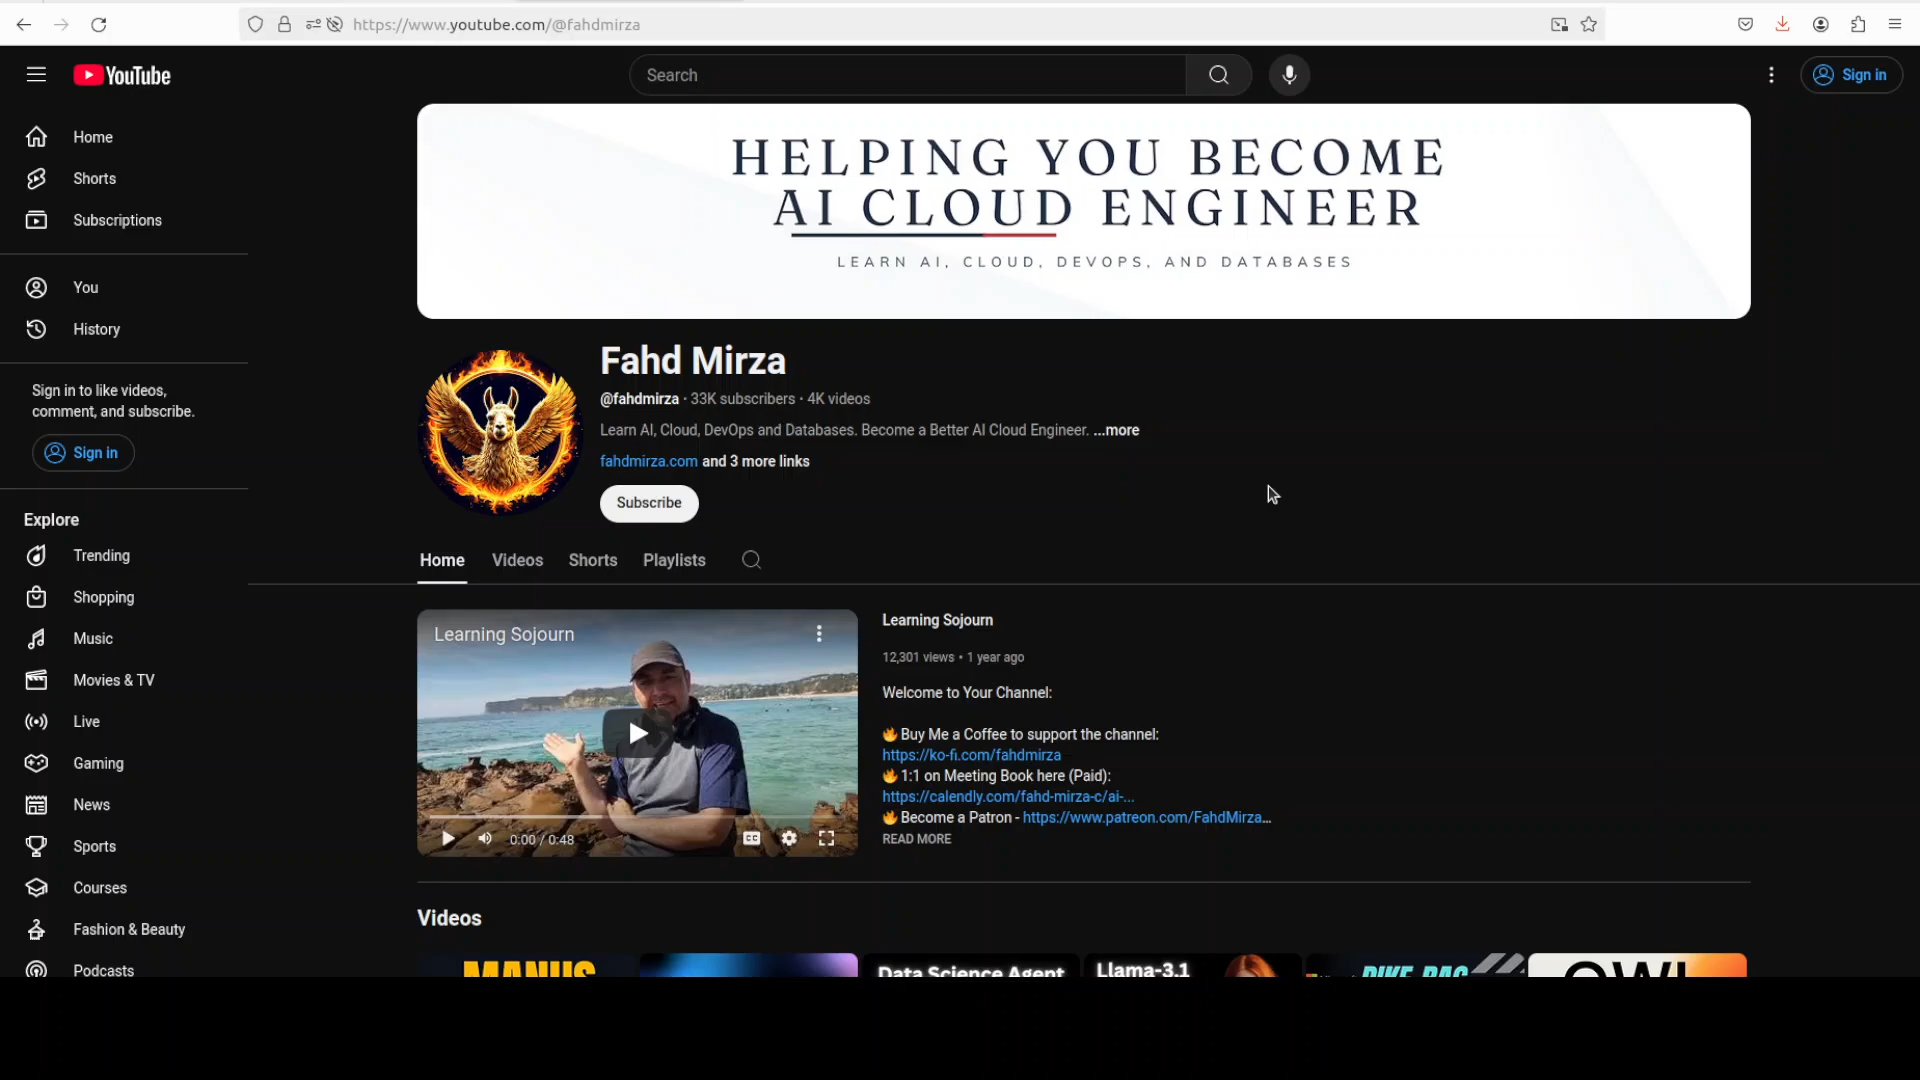 https://www.youtube.com/@fahdmirza
YouTube
Search
Sign in
Home
Shorts
Subscriptions
You
History
Sign in to like videos,
comment, and subscribe.
Sign in
Explore
Trending
Shopping
Music
Movies & TV
Live
Gaming
News
Sports
Courses
Fashion & Beauty
Podcasts
HELPING YOU BECOME
AI CLOUD ENGINEER
LEARN AI, CLOUD, DEVOPS, AND DATABASES
Fahd Mirza
@fahdmirza · 33K subscribers · 4K videos
Learn AI, Cloud, DevOps and Databases. Become a Better AI Cloud Engineer. ...more
fahdmirza.com and 3 more links
Subscribe
Home Videos Shorts Playlists
Learning Sojourn
0:00 / 0:48
CC
Learning Sojourn
12,301 views • 1 year ago
Welcome to Your Channel:
🔥Buy Me a Coffee to support the channel:
https://ko-fi.com/fahdmirza
🔥1:1 on Meeting Book here (Paid):
https://calendly.com/fahd-mirza-c/ai-...
🔥Become a Patron - https://www.patreon.com/FahdMirza...
READ MORE
Videos
MANUS
Data Science Agent
Llama-3.1
PIKE-RAG
OWL